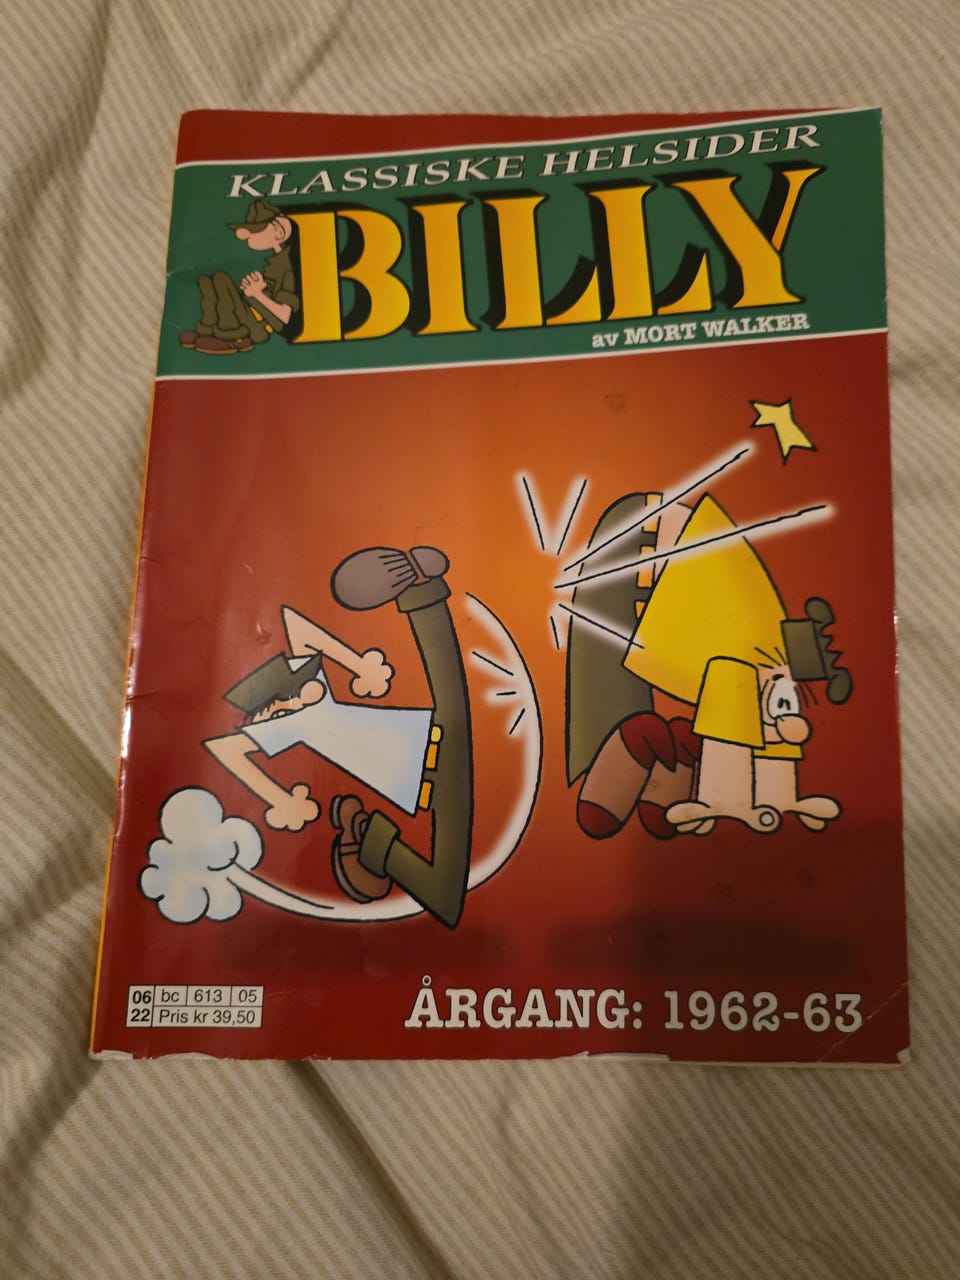 KLASSISKE HELSIDER
BILLY
av MORT WALKER
06 bc 613 05
22 Pris kr 39,50
ÅRGANG: 1962-63